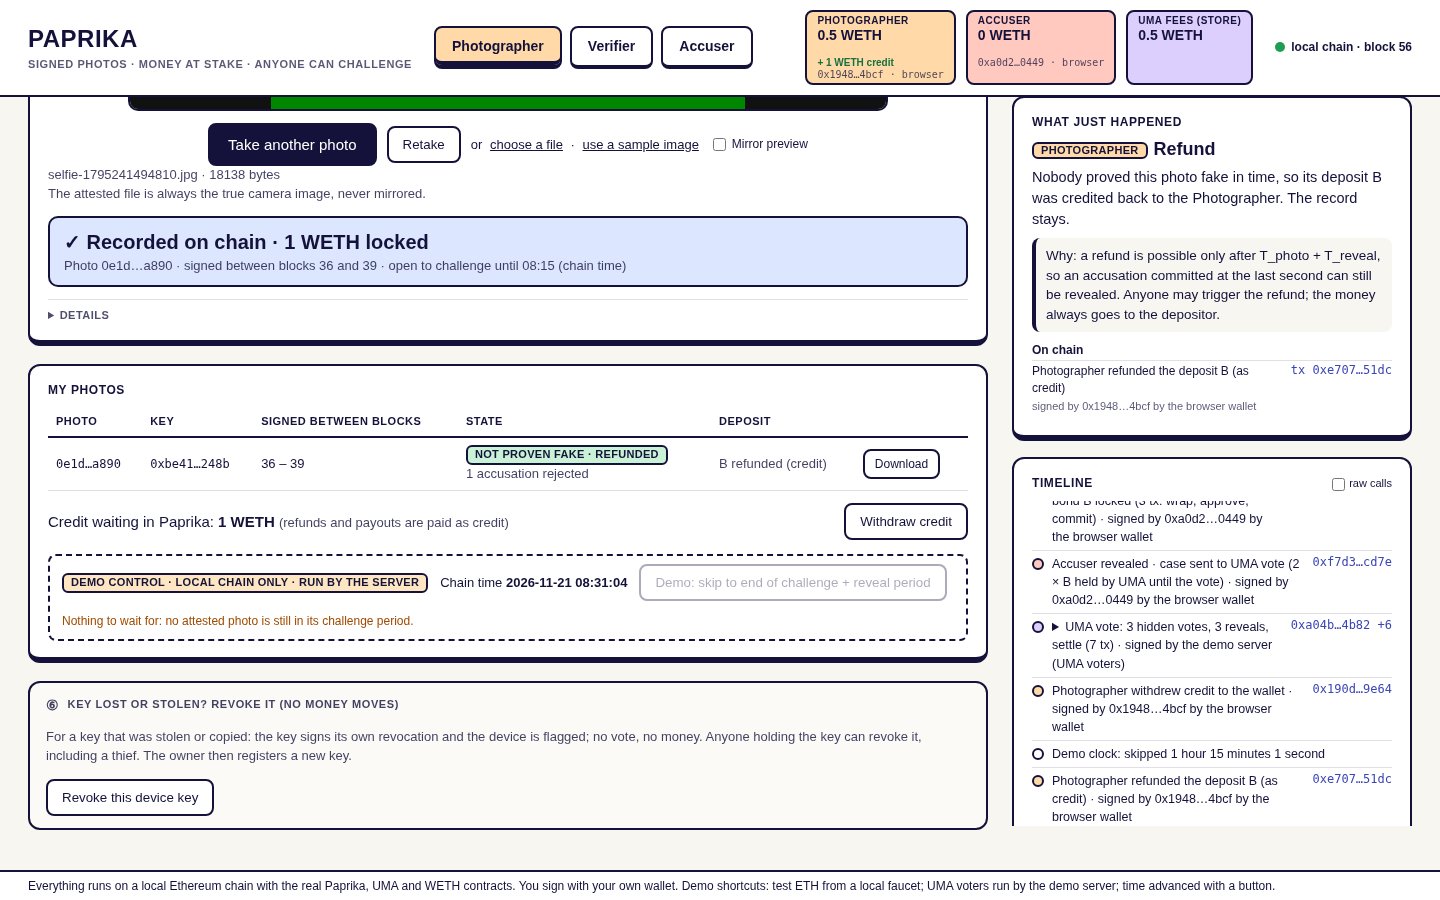 PAPRIKA
SIGNED PHOTOS · MONEY AT STAKE · ANYONE CAN CHALLENGE
Photographer
Verifier
Accuser
PHOTOGRAPHER
0.5 WETH
+ 1 WETH credit
0x1948…4bcf · browser
ACCUSER
0 WETH
0xa0d2…0449 · browser
UMA FEES (STORE)
0.5 WETH
local chain · block 56
Take another photo
Retake
or choose a file · use a sample image
Mirror preview
selfie-1795241494810.jpg · 18138 bytes
The attested file is always the true camera image, never mirrored.
✓ Recorded on chain · 1 WETH locked
Photo 0e1d…a890 · signed between blocks 36 and 39 · open to challenge until 08:15 (chain time)
DETAILS
MY PHOTOS
PHOTO KEY SIGNED BETWEEN BLOCKS STATE DEPOSIT
0e1d…a890 0xbe41…248b 36 – 39 NOT PROVEN FAKE · REFUNDED B refunded (credit) Download
1 accusation rejected
Credit waiting in Paprika: 1 WETH (refunds and payouts are paid as credit)
Withdraw credit
DEMO CONTROL · LOCAL CHAIN ONLY · RUN BY THE SERVER
Chain time 2026-11-21 08:31:04
Demo: skip to end of challenge + reveal period
Nothing to wait for: no attested photo is still in its challenge period.
⑥ KEY LOST OR STOLEN? REVOKE IT (NO MONEY MOVES)
For a key that was stolen or copied: the key signs its own revocation and the device is flagged; no vote, no money. Anyone holding the key can revoke it,
including a thief. The owner then registers a new key.
Revoke this device key
WHAT JUST HAPPENED
PHOTOGRAPHER Refund
Nobody proved this photo fake in time, so its deposit B
was credited back to the Photographer. The record
stays.
Why: a refund is possible only after T_photo + T_reveal,
so an accusation committed at the last second can still
be revealed. Anyone may trigger the refund; the money
always goes to the depositor.
On chain
Photographer refunded the deposit B (as tx 0xe707…51dc
credit)
signed by 0x1948…4bcf by the browser wallet
TIMELINE
raw calls
bond B locked (3 tx: wrap, approve,
commit) · signed by 0xa0d2…0449 by
the browser wallet
Accuser revealed · case sent to UMA vote (2 0xf7d3…cd7e
× B held by UMA until the vote) · signed by
0xa0d2…0449 by the browser wallet
UMA vote: 3 hidden votes, 3 reveals, 0xa04b…4b82 +6
settle (7 tx) · signed by the demo server
(UMA voters)
Photographer withdrew credit to the wallet · 0x190d…9e64
signed by 0x1948…4bcf by the browser
wallet
Demo clock: skipped 1 hour 15 minutes 1 second
Photographer refunded the deposit B (as 0xe707…51dc
credit) · signed by 0x1948…4bcf by the
browser wallet
Everything runs on a local Ethereum chain with the real Paprika, UMA and WETH contracts. You sign with your own wallet. Demo shortcuts: test ETH from a local faucet; UMA voters run by the demo server; time advanced with a button.